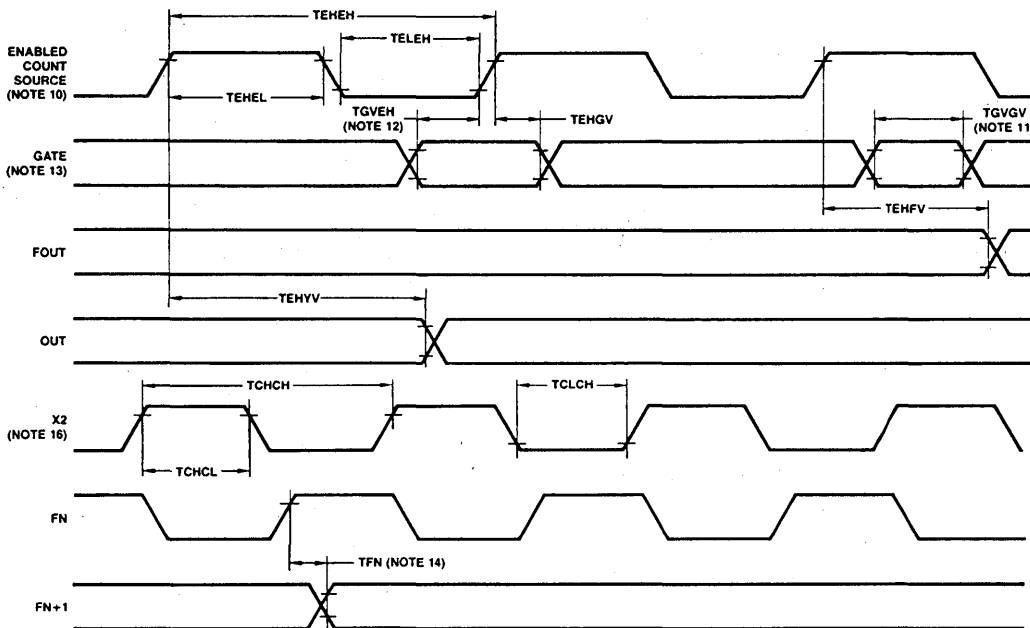 TEHEH
ENABLED
COUNT
SOURCE
(NOTE 10)
TELEH
TEHEL
TGVEH
(NOTE 12)
TEHGV
TGVGV
(NOTE 11
GATE
(NOTE 13)
TEHFV
FOUT
TEHYV
OUT
TCHCH
TCLCH
X2
(NOTE 16)
TCHCL
FN
TFN (NOTE 14)
FN+1